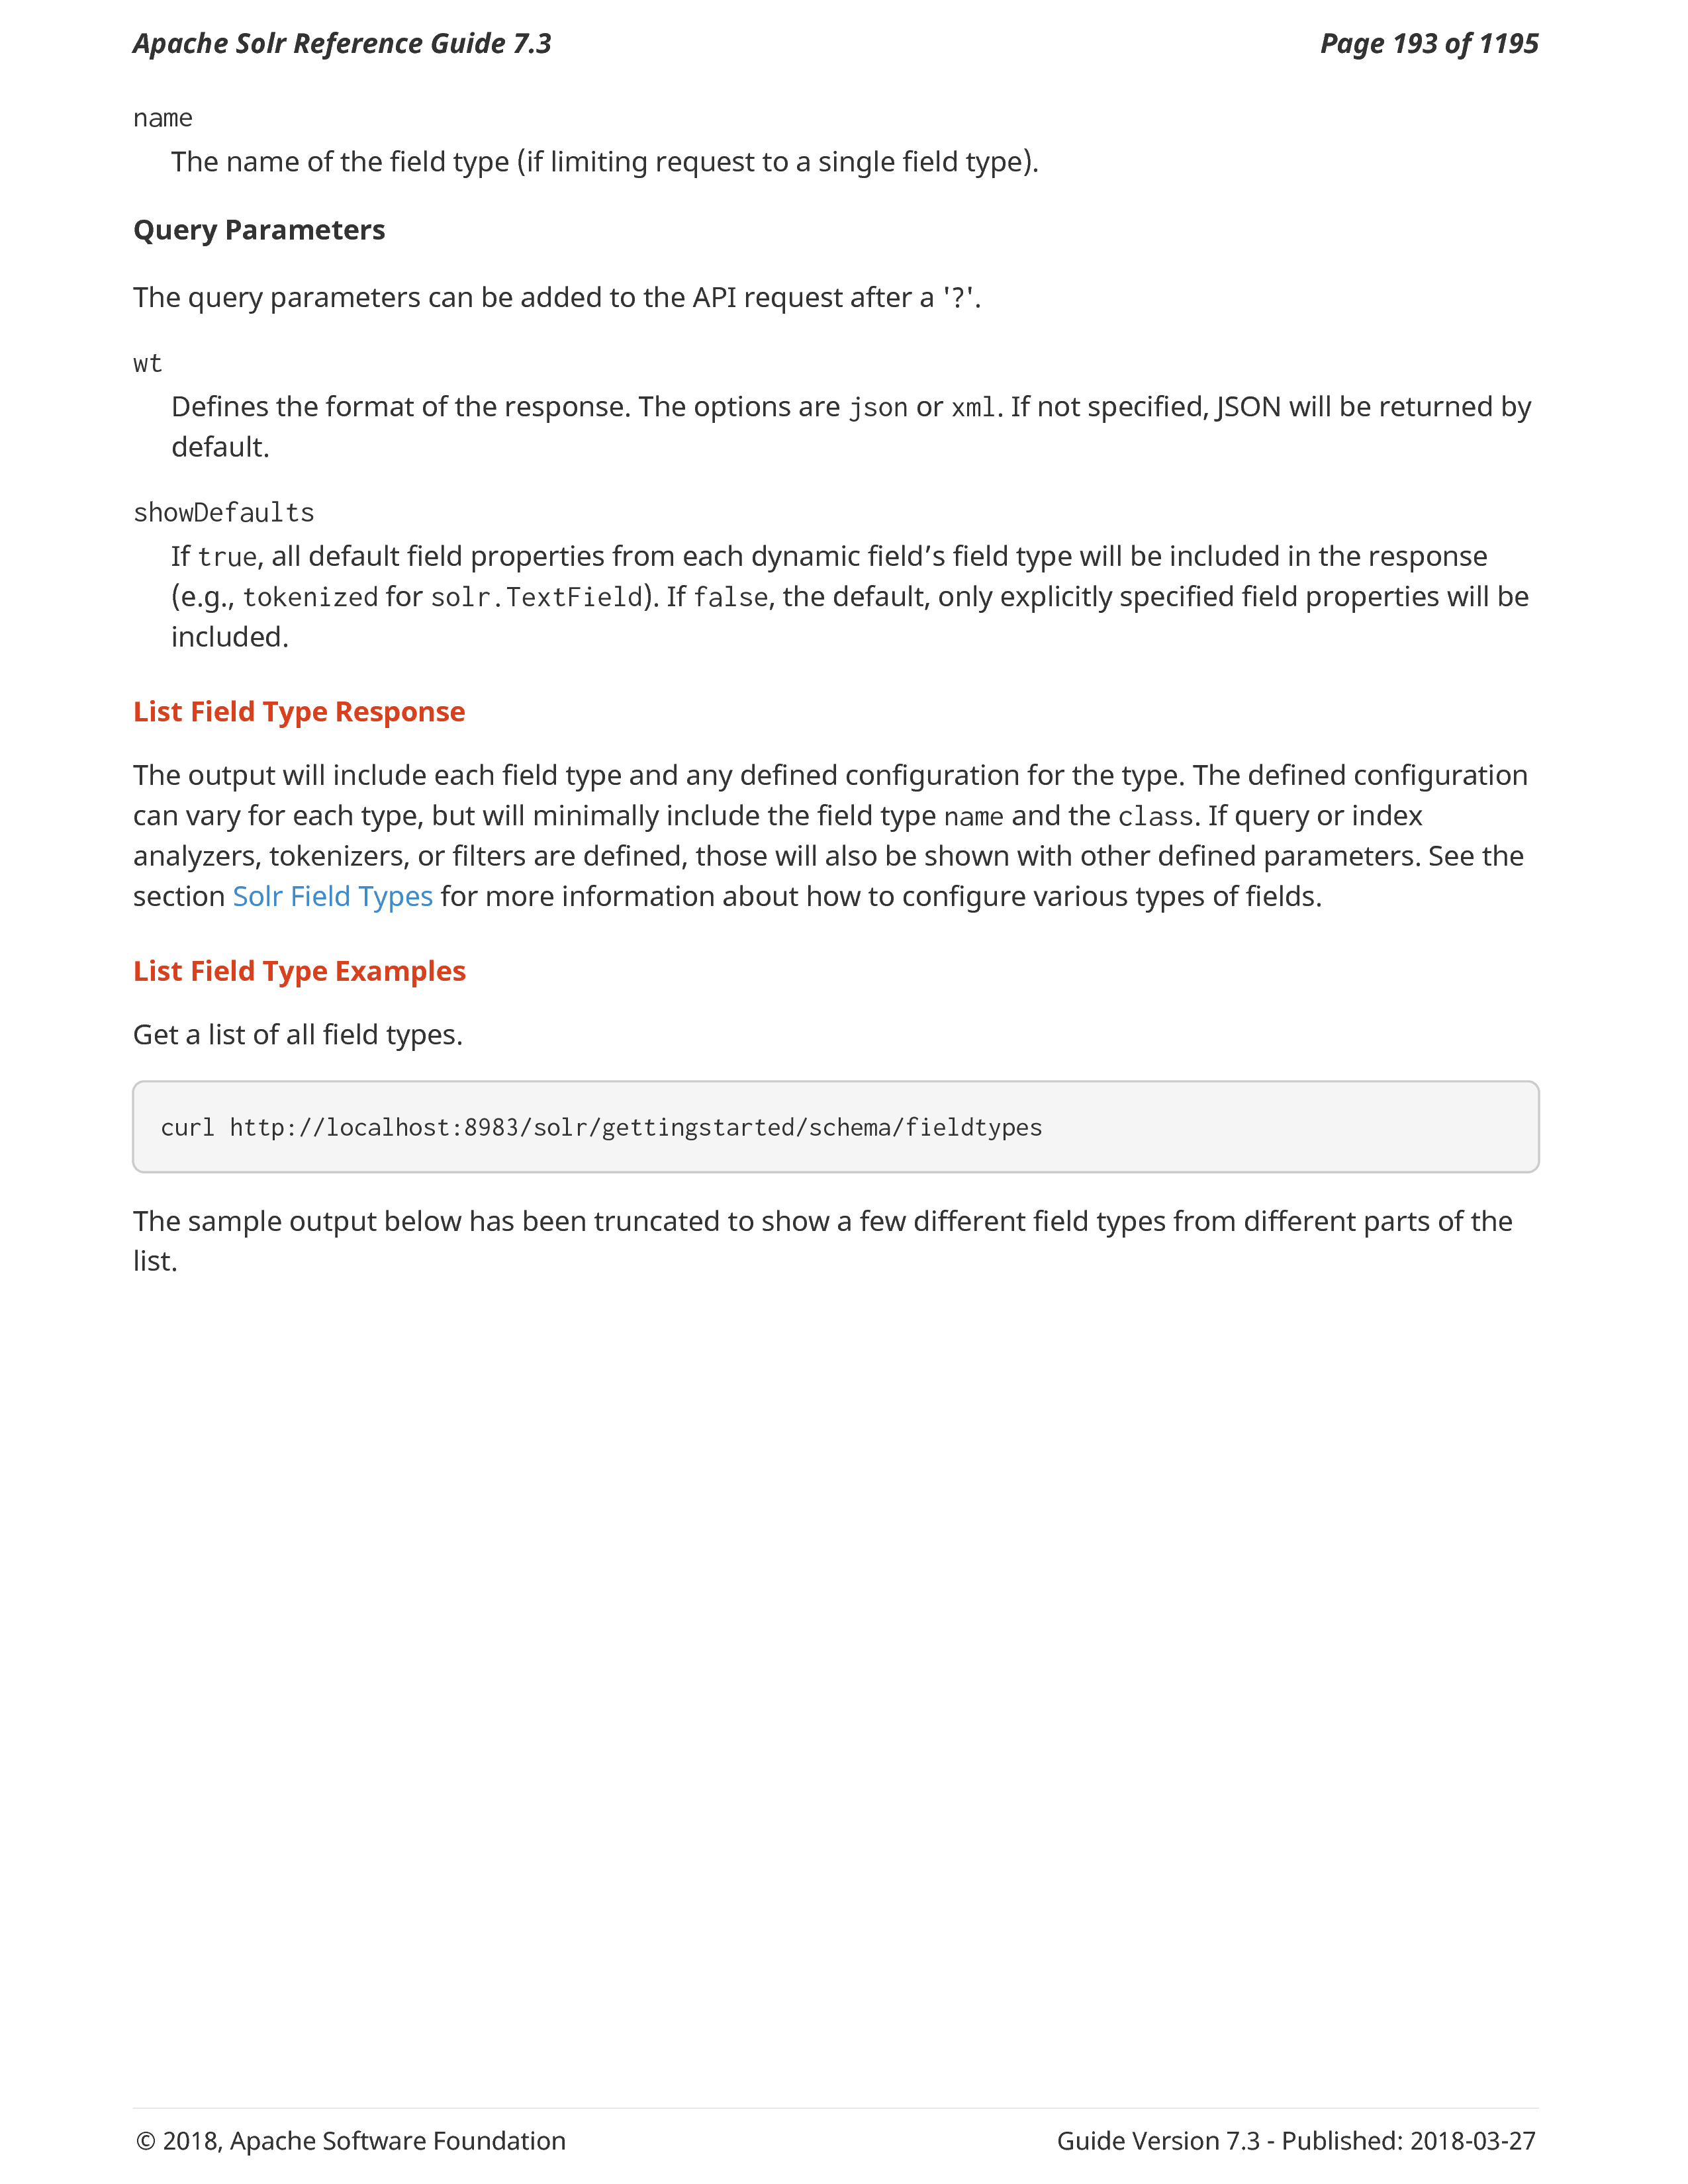 Apache Solr Reference Guide 7.3 Page 193 of 1195
name
The name of the field type (if limiting request to a single field type).
Query Parameters
The query parameters can be added to the API request after a '?'.
wt
Defines the format of the response. The options are json or xml. If not specified, JSON will be returned by
default.
showDefaults
If true, all default field properties from each dynamic field’s field type will be included in the response
(e.g., tokenized for solr.TextField). If false, the default, only explicitly specified field properties will be
included.
List Field Type Response
The output will include each field type and any defined configuration for the type. The defined configuration
can vary for each type, but will minimally include the field type name and the class. If query or index
analyzers, tokenizers, or filters are defined, those will also be shown with other defined parameters. See the
section Solr Field Types for more information about how to configure various types of fields.
List Field Type Examples
Get a list of all field types.
curl http://localhost:8983/solr/gettingstarted/schema/fieldtypes
The sample output below has been truncated to show a few different field types from different parts of the
list.
© 2018, Apache Software Foundation Guide Version 7.3 - Published: 2018-03-27